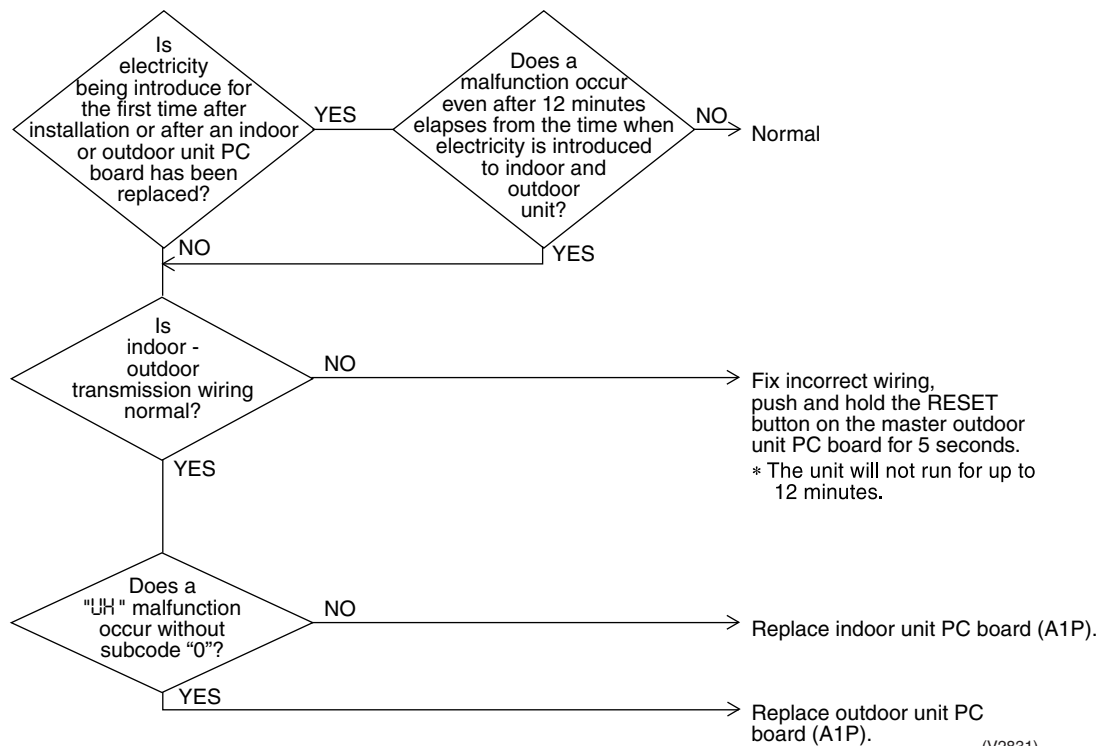 Is
electricity
being introduce for
the first time after
installation or after an indoor
or outdoor unit PC
board has been
replaced?
YES
NO
Does a
malfunction occur
even after 12 minutes
elapses from the time when
electricity is introduced
to indoor and
outdoor
unit?
NO
Normal
YES
Is
indoor -
outdoor
transmission wiring
normal?
NO
Fix incorrect wiring,
push and hold the RESET
button on the master outdoor
unit PC board for 5 seconds.
* The unit will not run for up to
12 minutes.
YES
Does a
"UH" malfunction
occur without
subcode “0”?
NO
Replace indoor unit PC board (A1P).
YES
Replace outdoor unit PC
board (A1P).
(V2831)